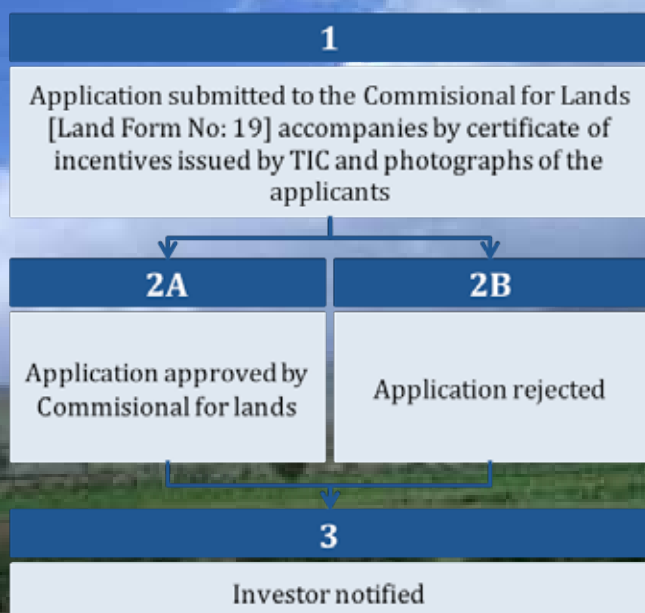 1
Application submitted to the Commisional for Lands
[Land Form No: 19] accompanies by certificate of
incentives issued by TIC and photographs of the
applicants
2A
2B
Application approved by
Commisional for lands
Application rejected
3
Investor notified